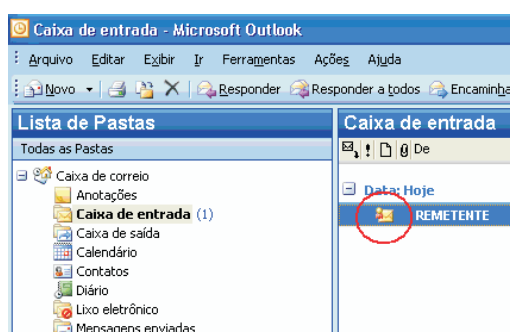 Caixa de entrada - Microsoft Outlook
Arquivo Editar Exibir Ir Ferramentas Ações Ajuda
Novo Responder Responder a todos Encaminha
Lista de Pastas
Todas as Pastas
Caixa de correio
Anotações
Caixa de entrada (1)
Caixa de saída
Calendário
Contatos
Diário
Lixo eletrônico
Mensagens enviadas
Caixa de entrada
De
Data: Hoje
REMETENTE